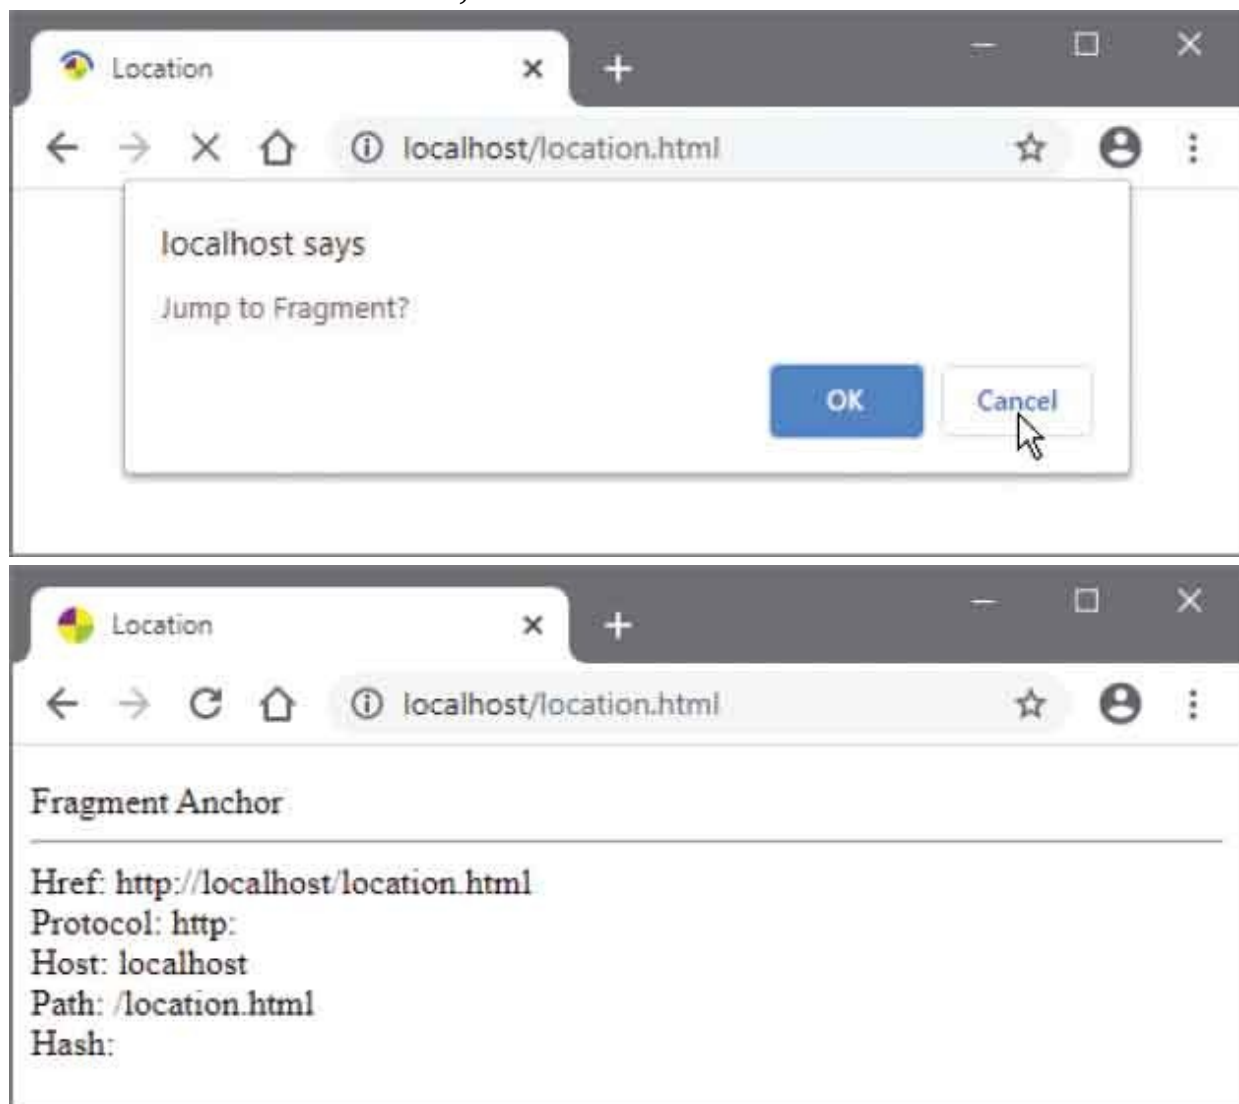 Location
localhost/location.html
localhost says
Jump to Fragment?
OK Cancel
Location
localhost/location.html
Fragment Anchor
Href: http://localhost/location.html
Protocol: http:
Host: localhost
Path: /location.html
Hash: